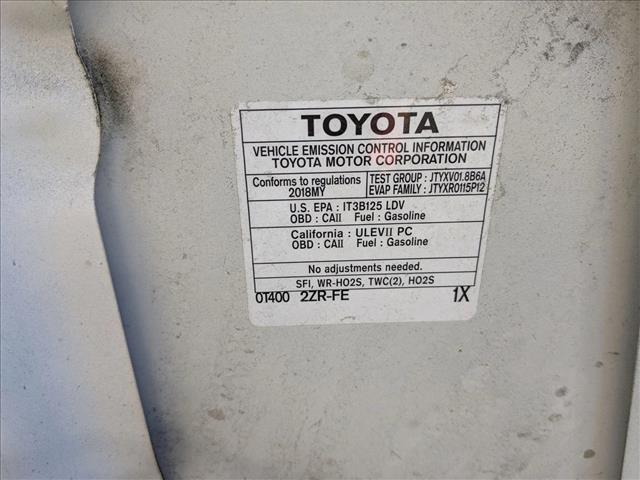 TOYOTA
VEHICLE EMISSION CONTROL INFORMATION
TOYOTA MOTOR CORPORATION
Conforms to regulations
2018MY
TEST GROUP : JTYXV01.8B6A
EVAP FAMILY : JTYXR0115P12
U.S. EPA : IT3B125 LDV
OBD : CAII Fuel : Gasoline
California : ULEVII PC
OBD : CAII Fuel : Gasoline
No adjustments needed.
SFI, WR-HO2S, TWC(2), HO2S
0T400 2ZR-FE 1X